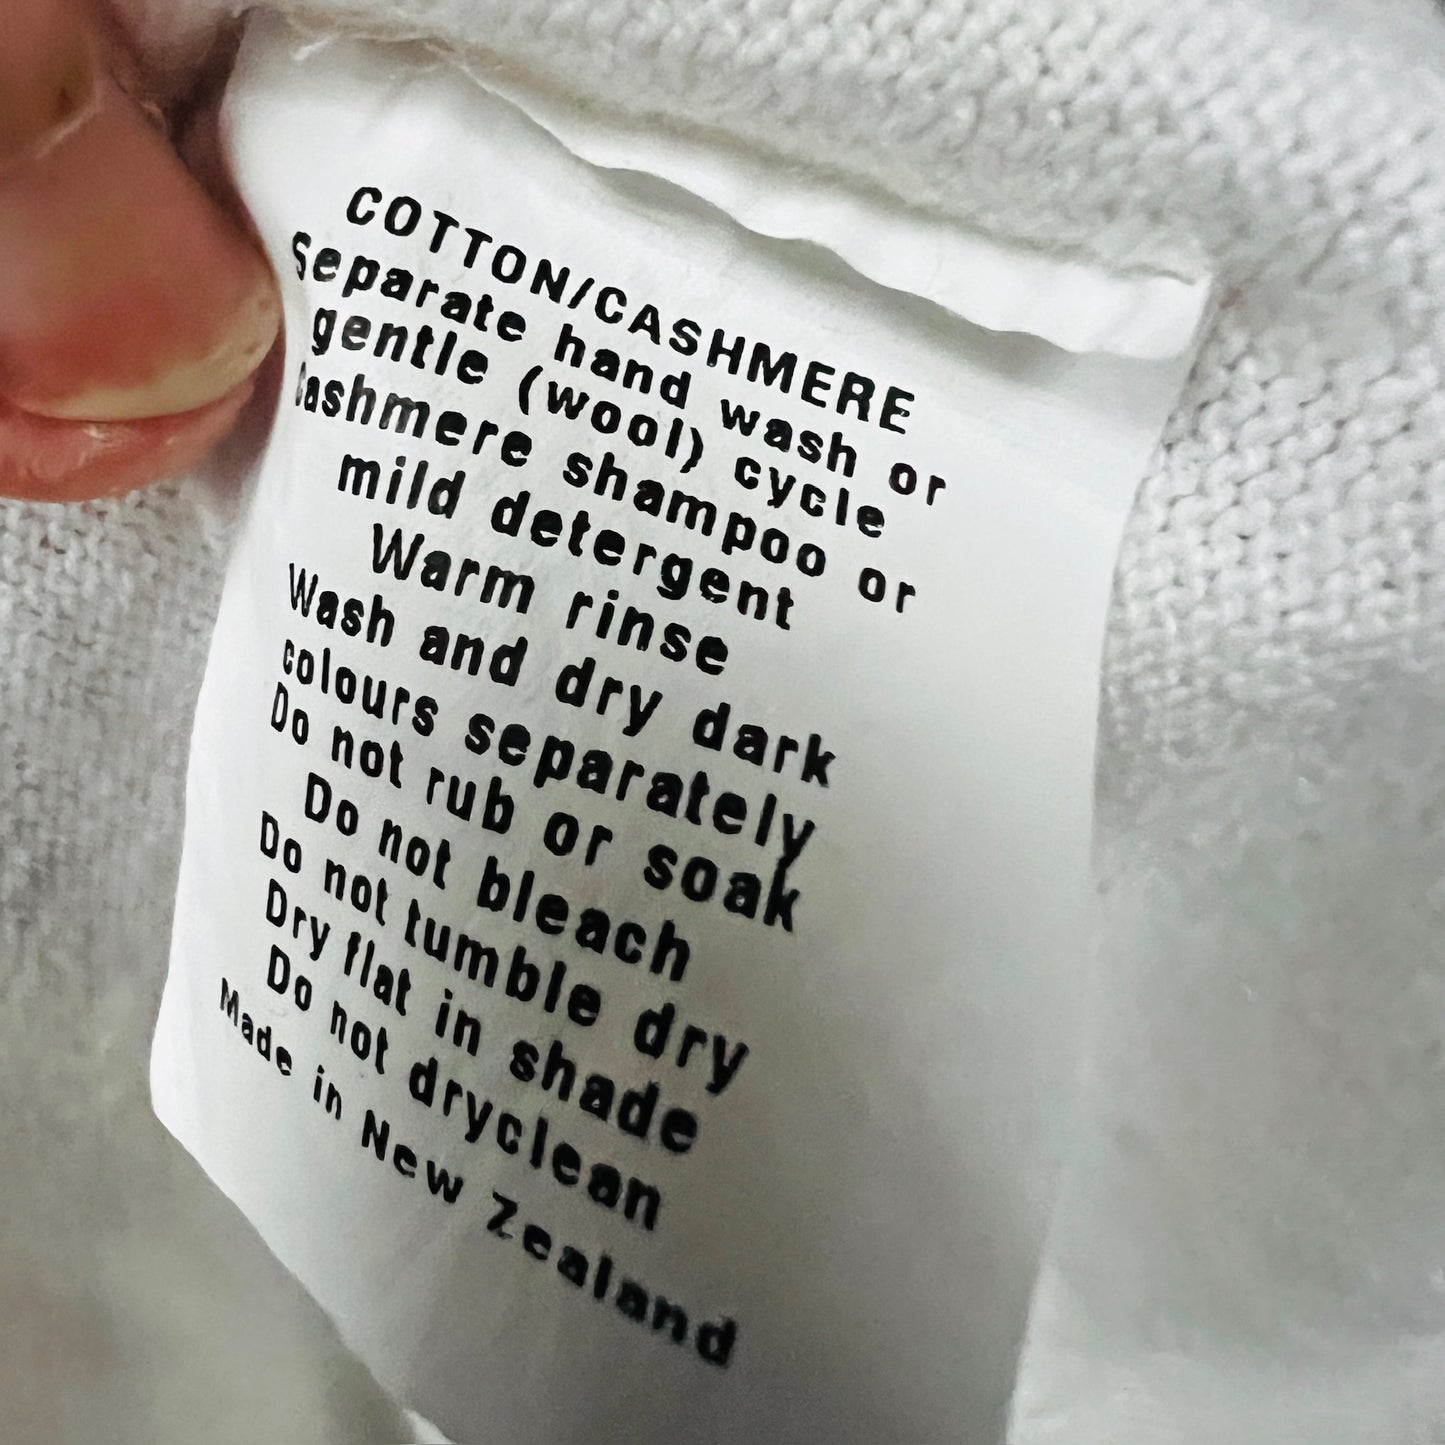 COTTON/CASHMERE
Separate hand wash or
gentle (wool) cycle
Cashmere shampoo or
mild detergent
Warm rinse
Wash and dry dark
colours separately
Do not rub or soak
Do not bleach
Do not tumble dry
Dry flat in shade
Do not dryclean
Made in New Zealand